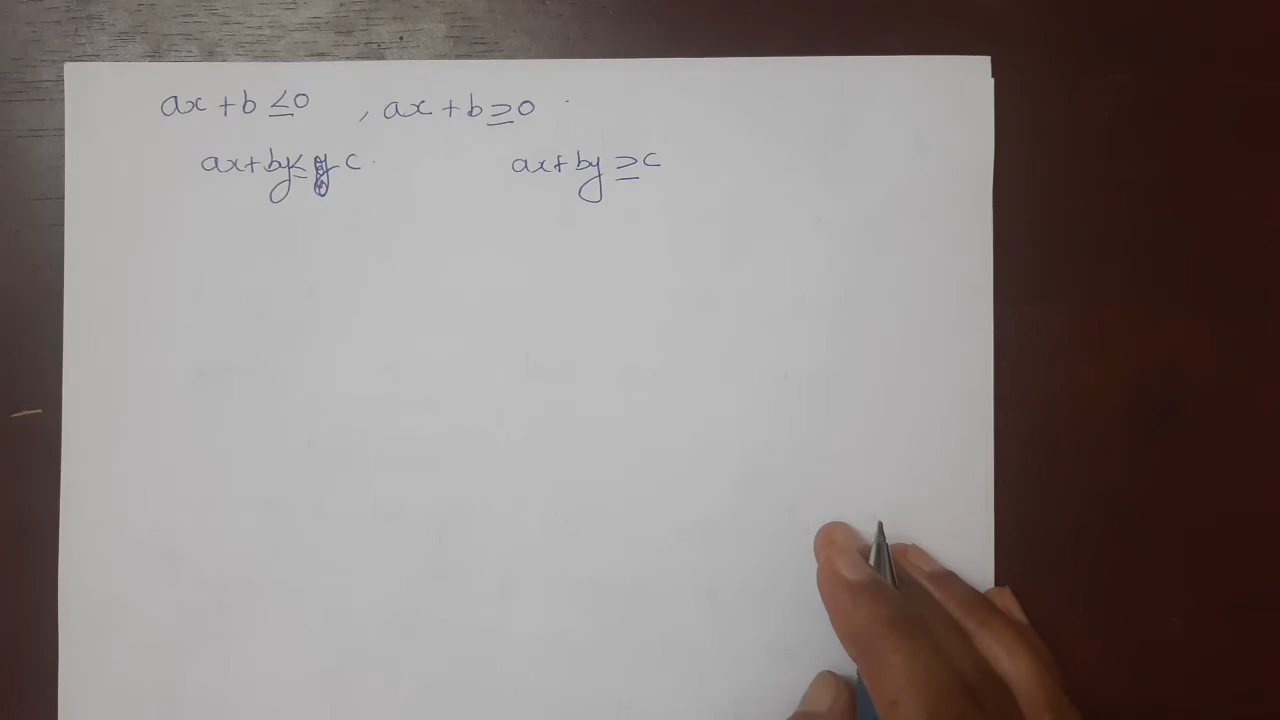 ax + b ≤ 0 , ax + b ≥ 0
ax + by ≤ c ax + by ≥ c